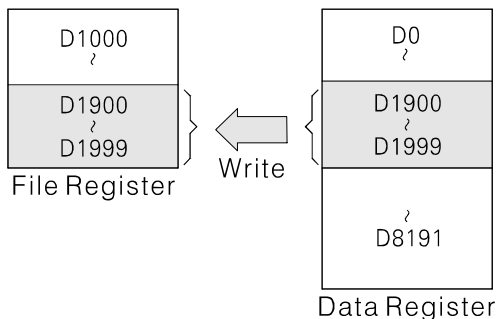 D1000
~
D1900
~
D1999
File Register
Write
D0
~
D1900
~
D1999
~
D8191
Data Register